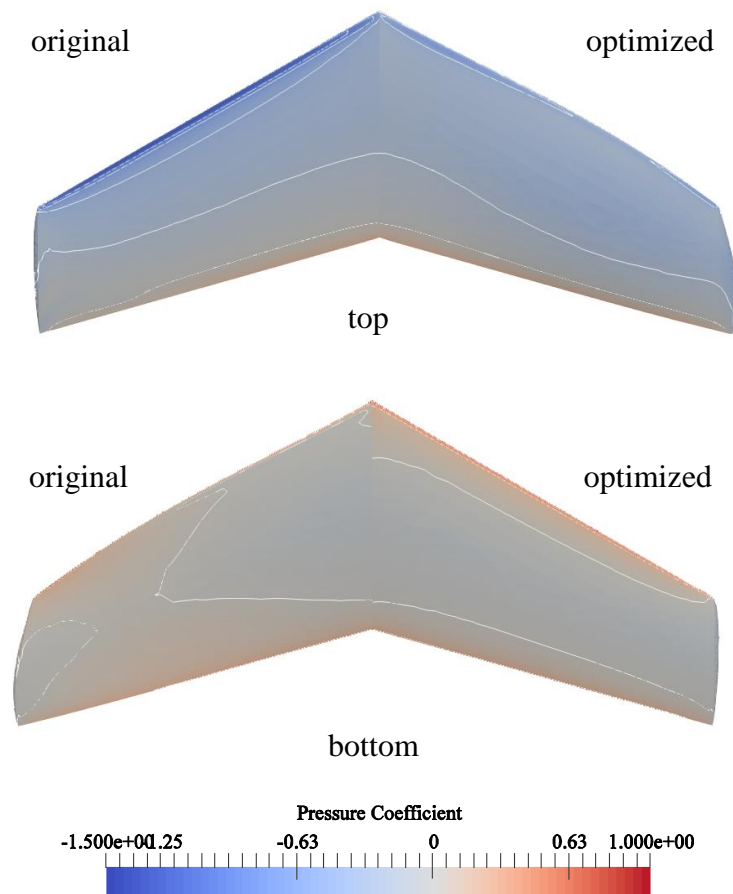 original optimized
top
original optimized
bottom
Pressure Coefficient
-1.500e+00 -1.25 -0.63 0 0.63 1.000e+00